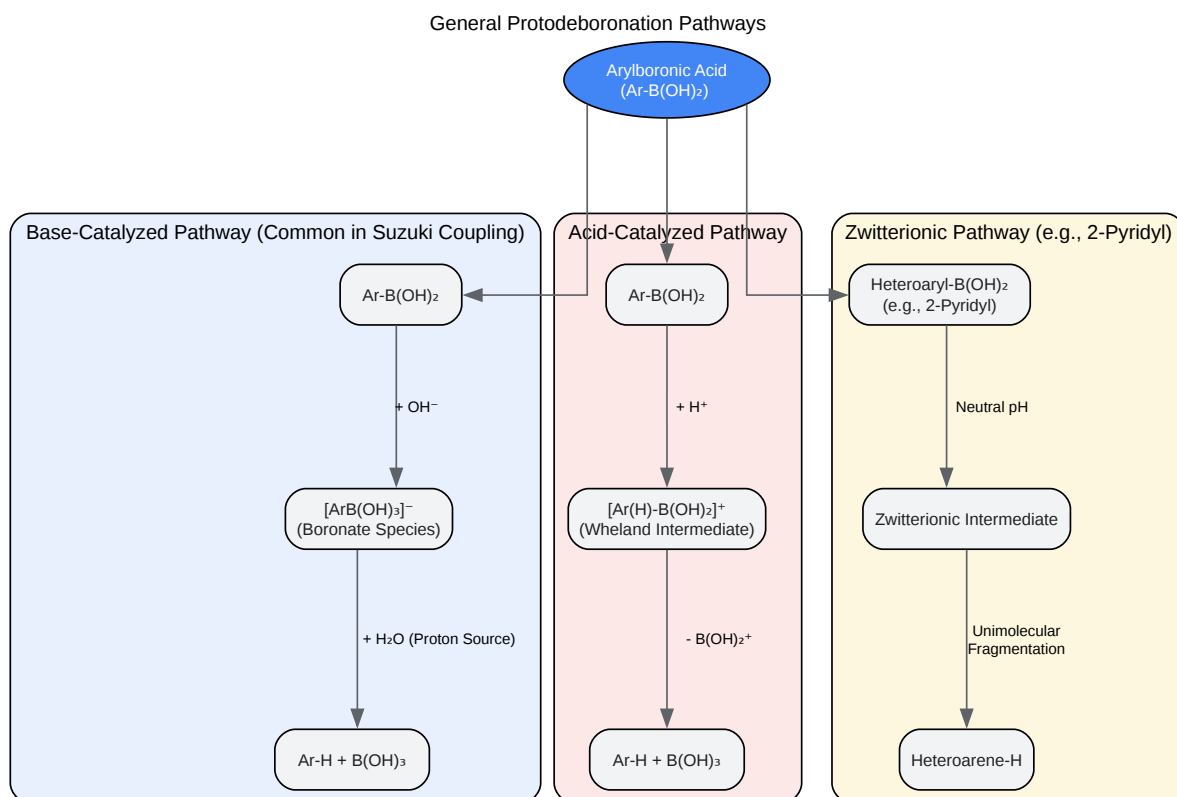 General Protodeboronation Pathways
Arylboronic Acid
(Ar-B(OH)₂)
Base-Catalyzed Pathway (Common in Suzuki Coupling)
Ar-B(OH)₂
+ OH⁻
[ArB(OH)₃]⁻
(Boronate Species)
+ H₂O (Proton Source)
Ar-H + B(OH)₃
Acid-Catalyzed Pathway
Ar-B(OH)₂
+ H⁺
[Ar(H)-B(OH)₂]⁺
(Wheland Intermediate)
- B(OH)₂⁺
Ar-H + B(OH)₃
Zwitterionic Pathway (e.g., 2-Pyridyl)
Heteroaryl-B(OH)₂
(e.g., 2-Pyridyl)
Neutral pH
Zwitterionic Intermediate
Unimolecular
Fragmentation
Heteroarene-H